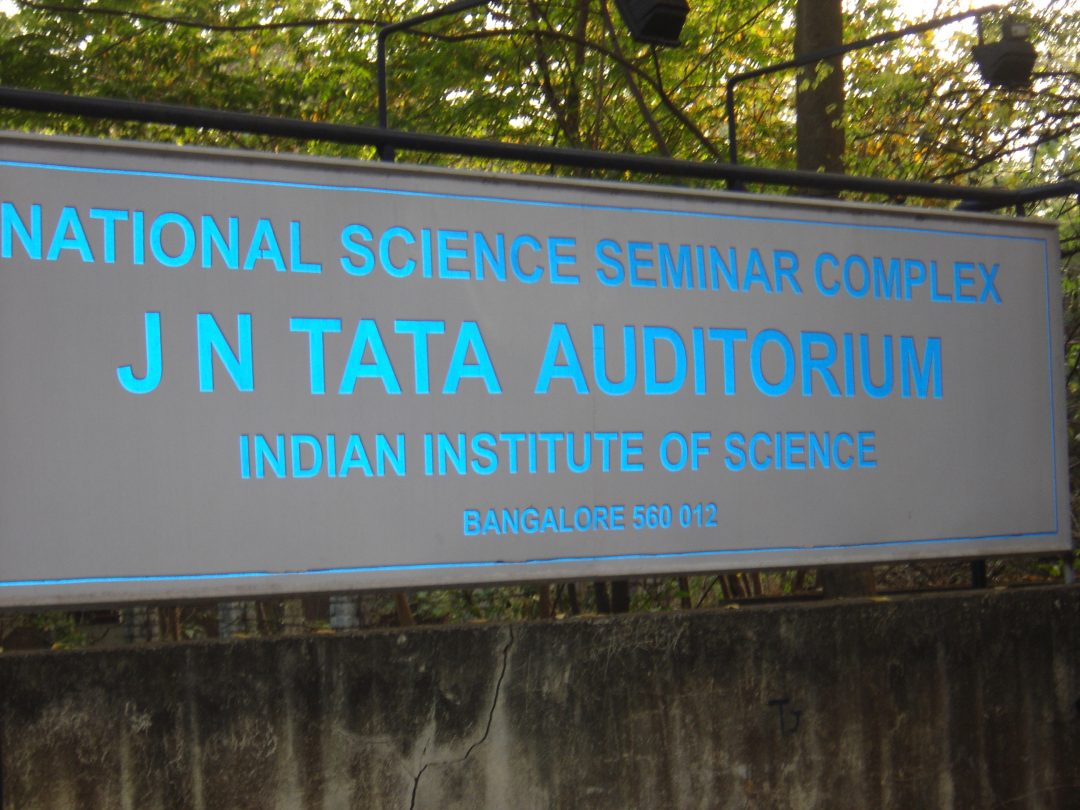 NATIONAL SCIENCE SEMINAR COMPLEX
J N TATA AUDITORIUM
INDIAN INSTITUTE OF SCIENCE
BANGALORE 560 012